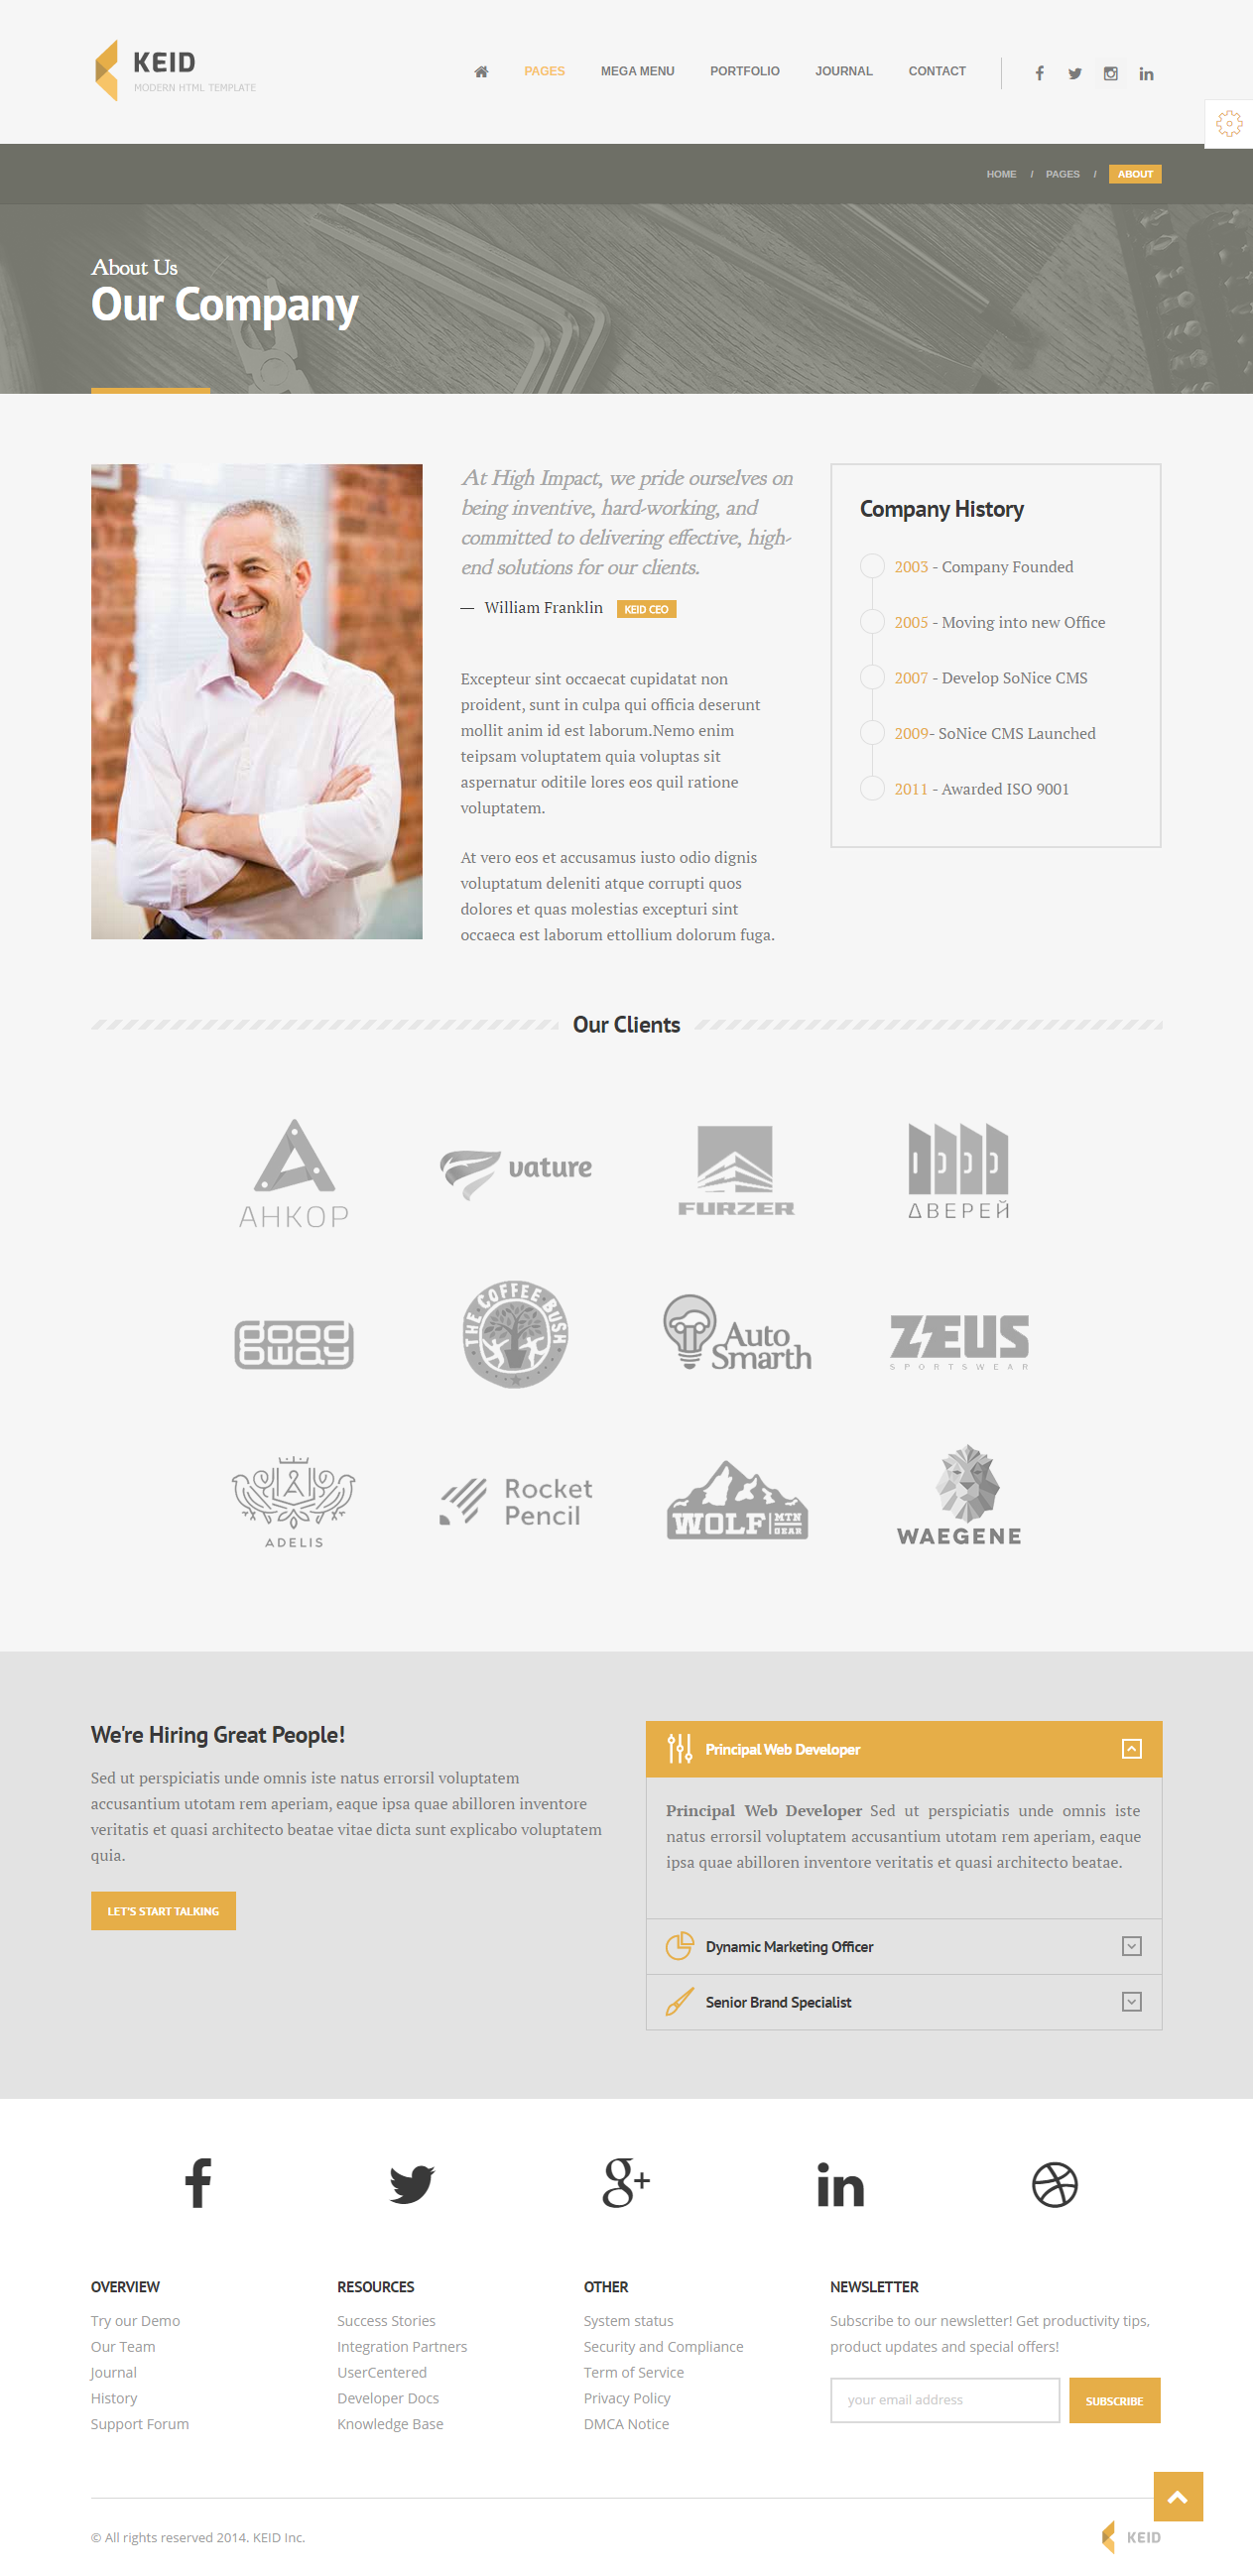 KEID
MODERN HTML TEMPLATE
PAGES
MEGA MENU
PORTFOLIO
JOURNAL
CONTACT
HOME / PAGES / ABOUT
About Us
Our Company
At High Impact, we pride ourselves on
being inventive, hard-working, and
committed to delivering effective, high-
end solutions for our clients.
— William Franklin KEID CEO
Excepteur sint occaecat cupidatat non
proident, sunt in culpa qui officia deserunt
mollit anim id est laborum.Nemo enim
teipsam voluptatem quia voluptas sit
aspernatur oditile lores eos quil ratione
voluptatem.
At vero eos et accusamus iusto odio dignis
voluptatum deleniti atque corrupti quos
dolores et quas molestias excepturi sint
occaeca est laborum ettollium dolorum fuga.
Company History
2003 - Company Founded
2005 - Moving into new Office
2007 - Develop SoNice CMS
2009- SoNice CMS Launched
2011 - Awarded ISO 9001
Our Clients
АНКОР
vature
FURZER
ДВЕРЕЙ
THE COFFEE BUSH
Auto
Smarth
ZEUS
SPORTSWEAR
ADELIS
Rocket
Pencil
WOLF MTN GEAR
WAEGENE
We're Hiring Great People!
Sed ut perspiciatis unde omnis iste natus errorsil voluptatem
accusantium utotam rem aperiam, eaque ipsa quae abilloren inventore
veritatis et quasi architecto beatae vitae dicta sunt explicabo voluptatem
quia.
LET'S START TALKING
Principal Web Developer
Principal Web Developer Sed ut perspiciatis unde omnis iste
natus errorsil voluptatem accusantium utotam rem aperiam, eaque
ipsa quae abilloren inventore veritatis et quasi architecto beatae.
Dynamic Marketing Officer
Senior Brand Specialist
OVERVIEW
Try our Demo
Our Team
Journal
History
Support Forum
RESOURCES
Success Stories
Integration Partners
UserCentered
Developer Docs
Knowledge Base
OTHER
System status
Security and Compliance
Term of Service
Privacy Policy
DMCA Notice
NEWSLETTER
Subscribe to our newsletter! Get productivity tips,
product updates and special offers!
your email address
SUBSCRIBE
© All rights reserved 2014. KEID Inc.
KEID